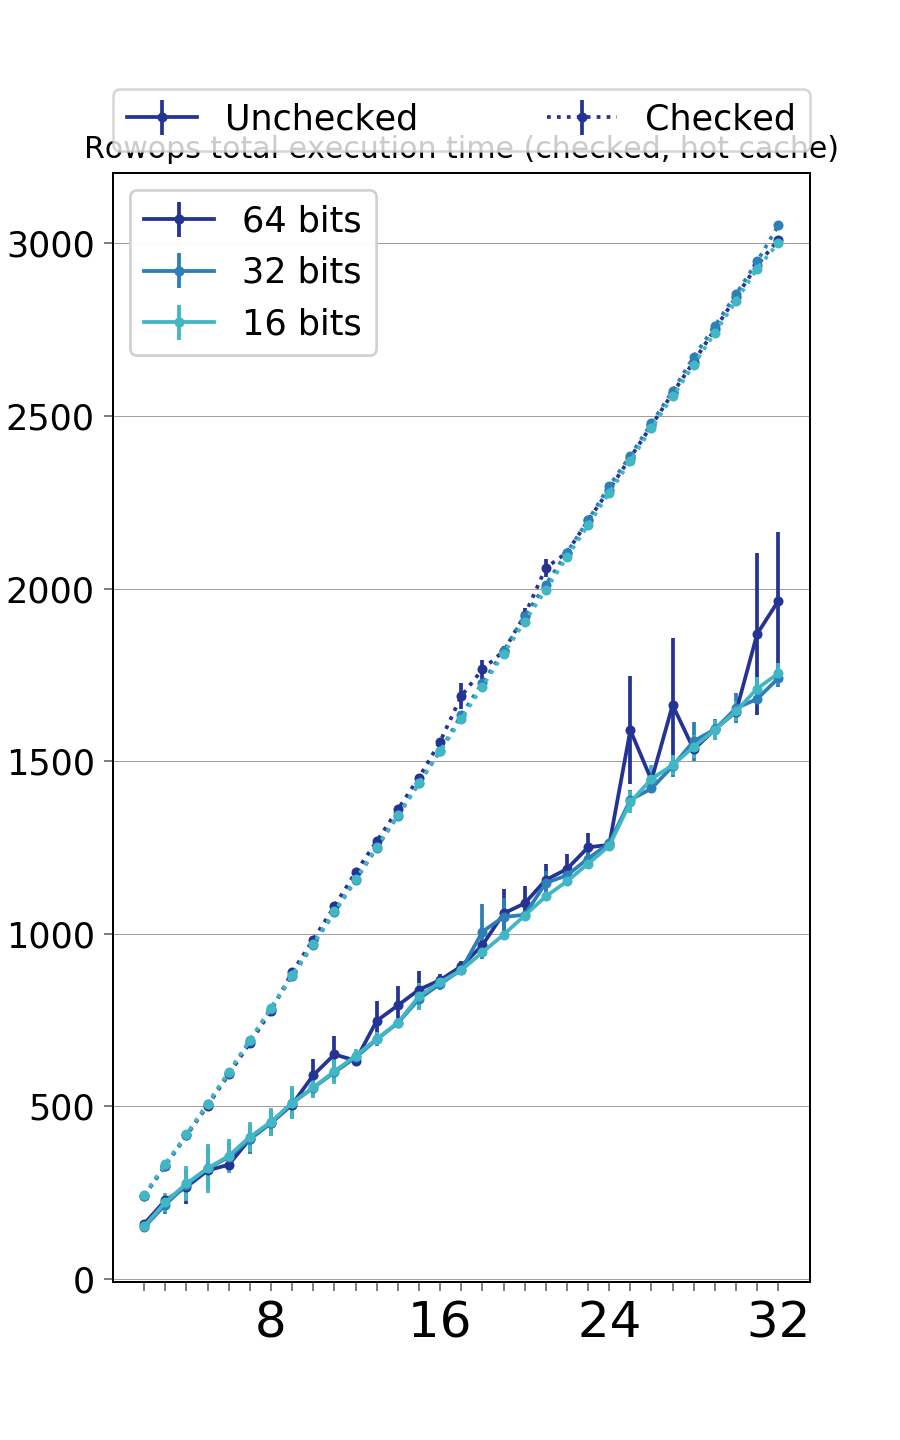 Unchecked Checked
Rowops total execution time (checked, hot cache)
64 bits
32 bits
16 bits
3000
2500
2000
1500
1000
500
0
8 16 24 32